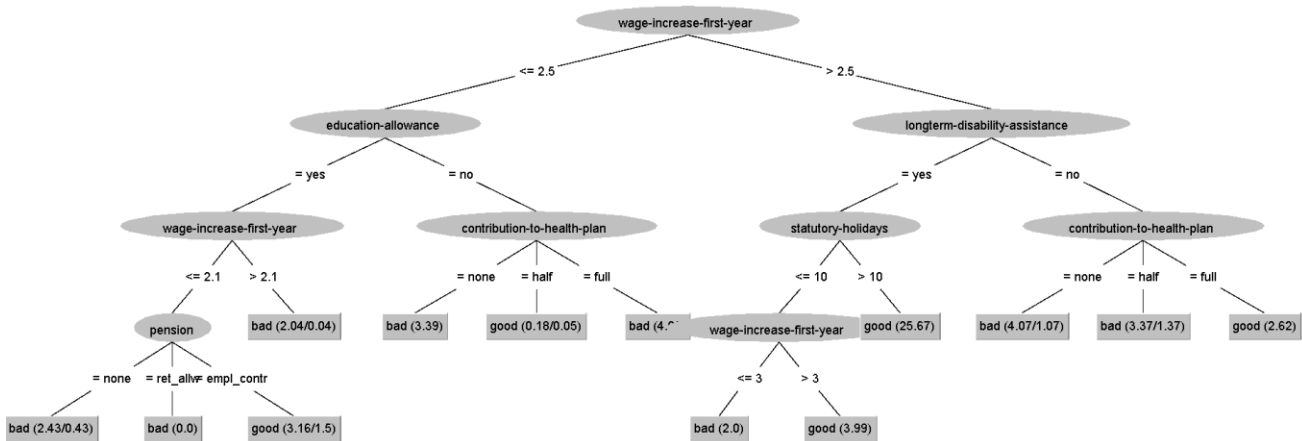 wage-increase-first-year
<= 2.5
> 2.5
education-allowance
longterm-disability-assistance
= yes
= no
= yes
= no
wage-increase-first-year
contribution-to-health-plan
statutory-holidays
contribution-to-health-plan
<= 2.1
> 2.1
= none
= half
= full
<= 10
> 10
= none
= half
= full
pension
bad (2.04/0.04)
bad (3.39)
good (0.18/0.05)
bad (4.
wage-increase-first-year
good (25.67)
bad (4.07/1.07)
bad (3.37/1.37)
good (2.62)
= none
= ret_allw
= empl_contr
<= 3
> 3
bad (2.43/0.43)
bad (0.0)
good (3.16/1.5)
bad (2.0)
good (3.99)